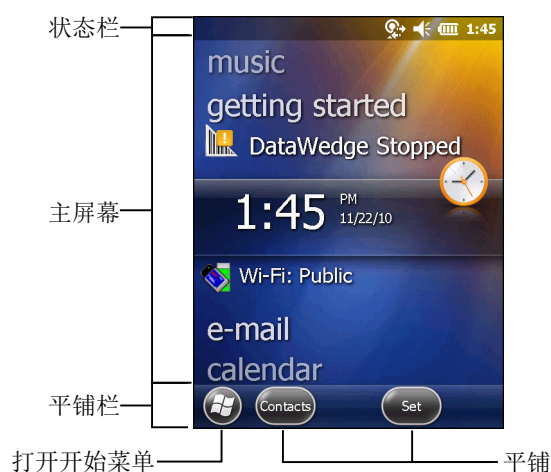 状态栏
1:45
music
getting started
DataWedge Stopped
主屏幕
1:45 PM
11/22/10
Wi-Fi: Public
e-mail
calendar
平铺栏
Contacts
Set
打开开始菜单
平铺